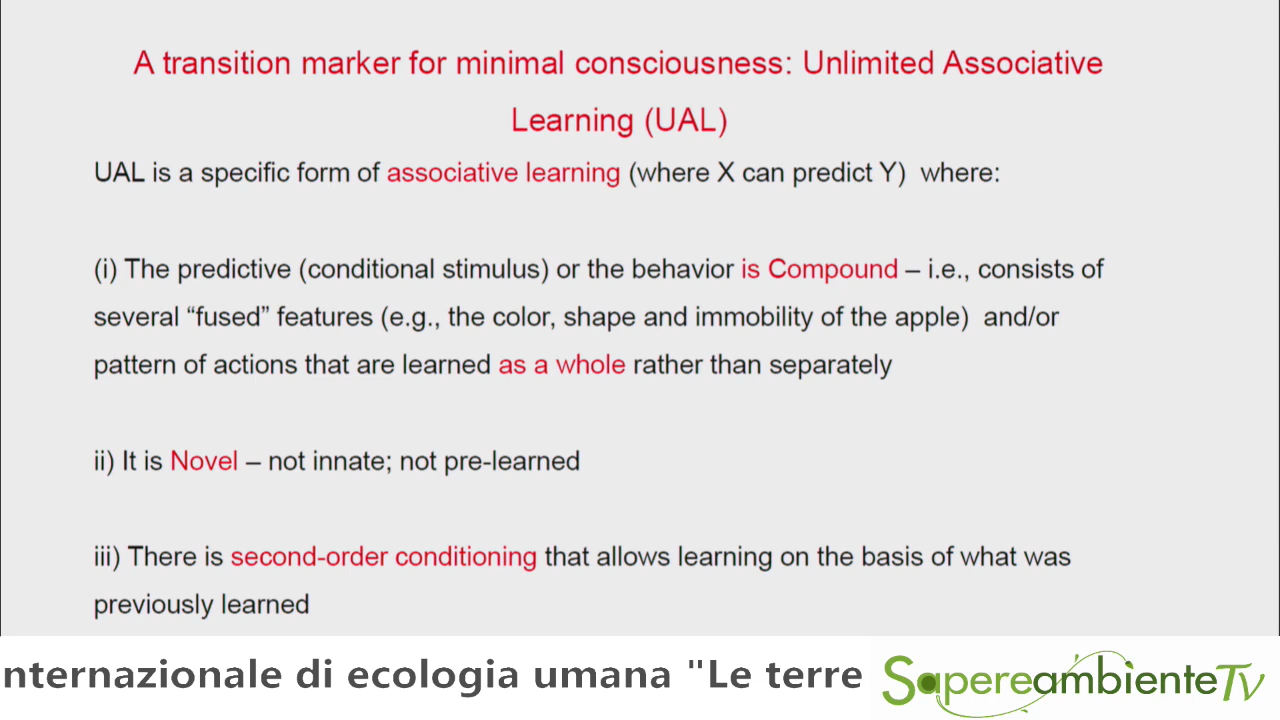 A transition marker for minimal consciousness: Unlimited Associative
Learning (UAL)
UAL is a specific form of associative learning (where X can predict Y)  where:
(i) The predictive (conditional stimulus) or the behavior is Compound – i.e., consists of
several “fused” features (e.g., the color, shape and immobility of the apple)  and/or
pattern of actions that are learned as a whole rather than separately
ii) It is Novel – not innate; not pre-learned
iii) There is second-order conditioning that allows learning on the basis of what was
previously learned
nternazionale di ecologia umana "Le terre
SapereambienteTv